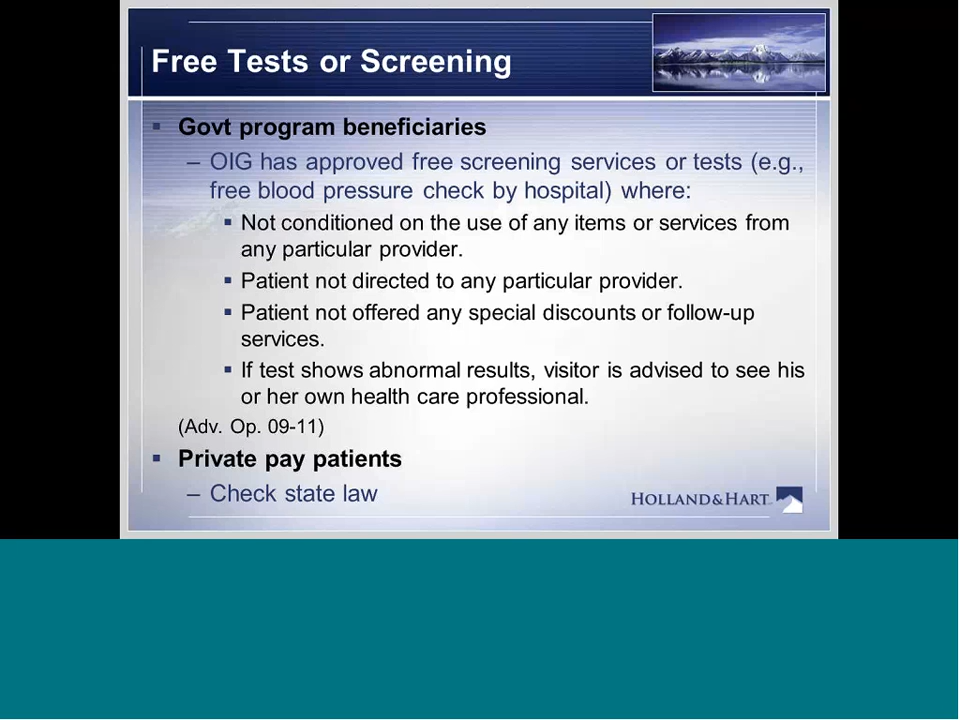 Free Tests or Screening
▪ Govt program beneficiaries
– OIG has approved free screening services or tests (e.g.,
free blood pressure check by hospital) where:
▪ Not conditioned on the use of any items or services from
any particular provider.
▪ Patient not directed to any particular provider.
▪ Patient not offered any special discounts or follow-up
services.
▪ If test shows abnormal results, visitor is advised to see his
or her own health care professional.
(Adv. Op. 09-11)
▪ Private pay patients
– Check state law
HOLLAND&HART